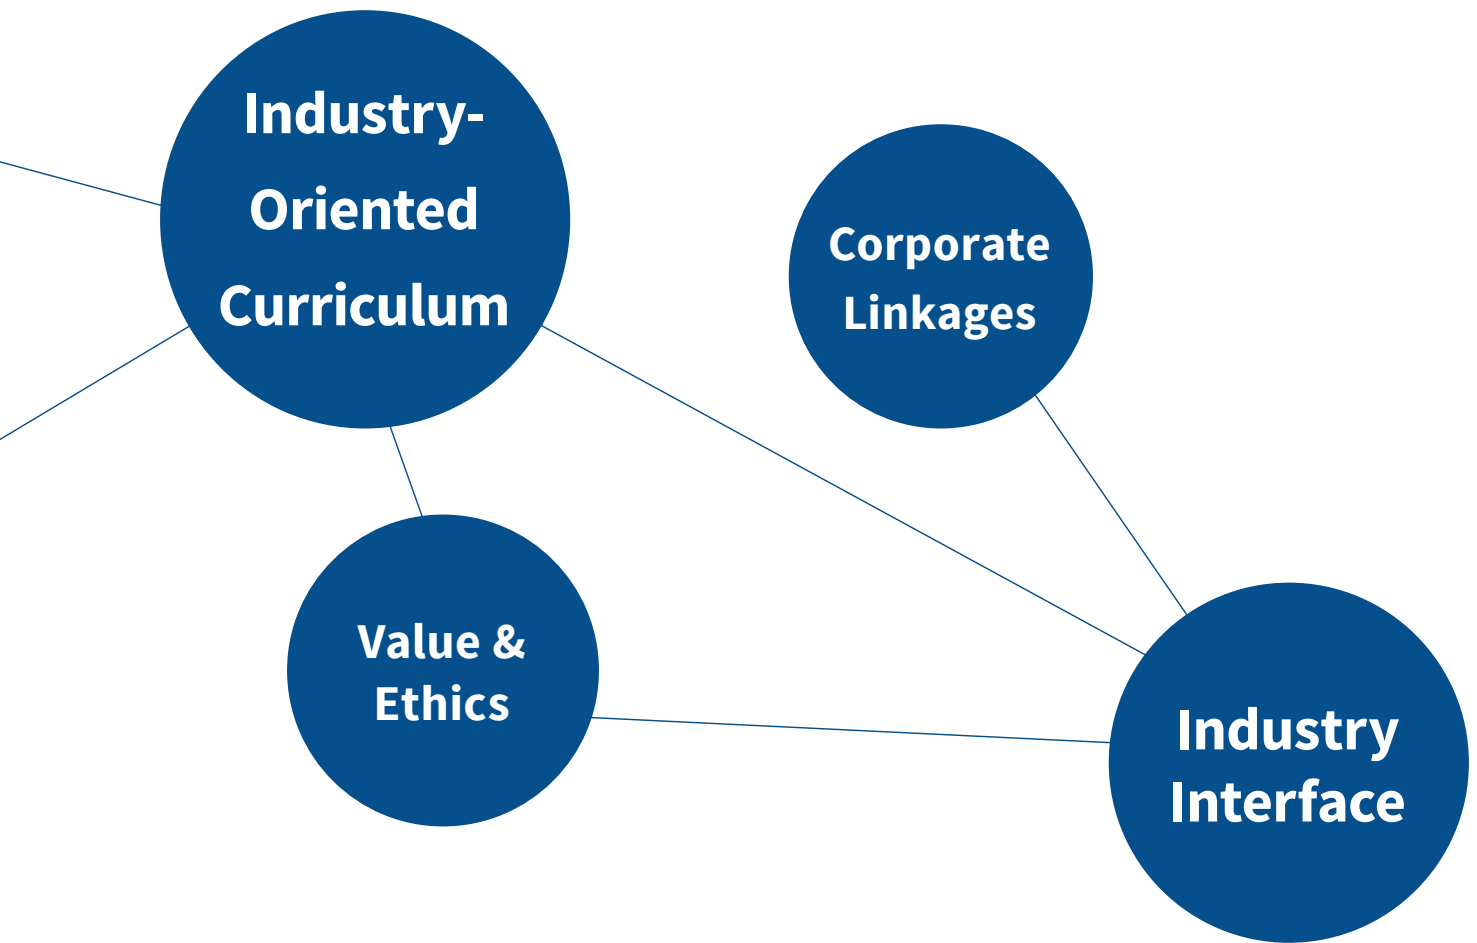 Industry-
Oriented
Curriculum
Corporate
Linkages
Value &
Ethics
Industry
Interface